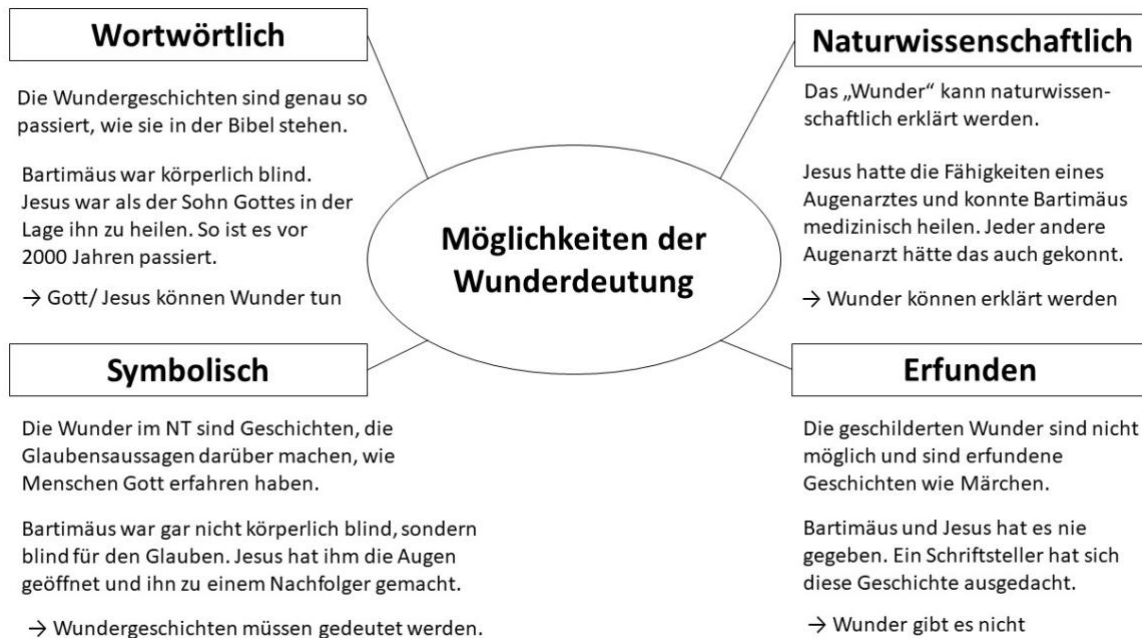 Wortwörtlich
Die Wundergeschichten sind genau so
passiert, wie sie in der Bibel stehen.
Bartimäus war körperlich blind.
Jesus war als der Sohn Gottes in der
Lage ihn zu heilen. So ist es vor
2000 Jahren passiert.
→ Gott/ Jesus können Wunder tun
Naturwissenschaftlich
Das „Wunder“ kann naturwissen-
schaftlich erklärt werden.
Jesus hatte die Fähigkeiten eines
Augenarztes und konnte Bartimäus
medizinisch heilen. Jeder andere
Augenarzt hätte das auch gekonnt.
→ Wunder können erklärt werden
Möglichkeiten der
Wunderdeutung
Symbolisch
Die Wunder im NT sind Geschichten, die
Glaubensaussagen darüber machen, wie
Menschen Gott erfahren haben.
Bartimäus war gar nicht körperlich blind, sondern
blind für den Glauben. Jesus hat ihm die Augen
geöffnet und ihn zu einem Nachfolger gemacht.
→ Wundergeschichten müssen gedeutet werden.
Erfunden
Die geschilderten Wunder sind nicht
möglich und sind erfundene
Geschichten wie Märchen.
Bartimäus und Jesus hat es nie
gegeben. Ein Schriftsteller hat sich
diese Geschichte ausgedacht.
→ Wunder gibt es nicht